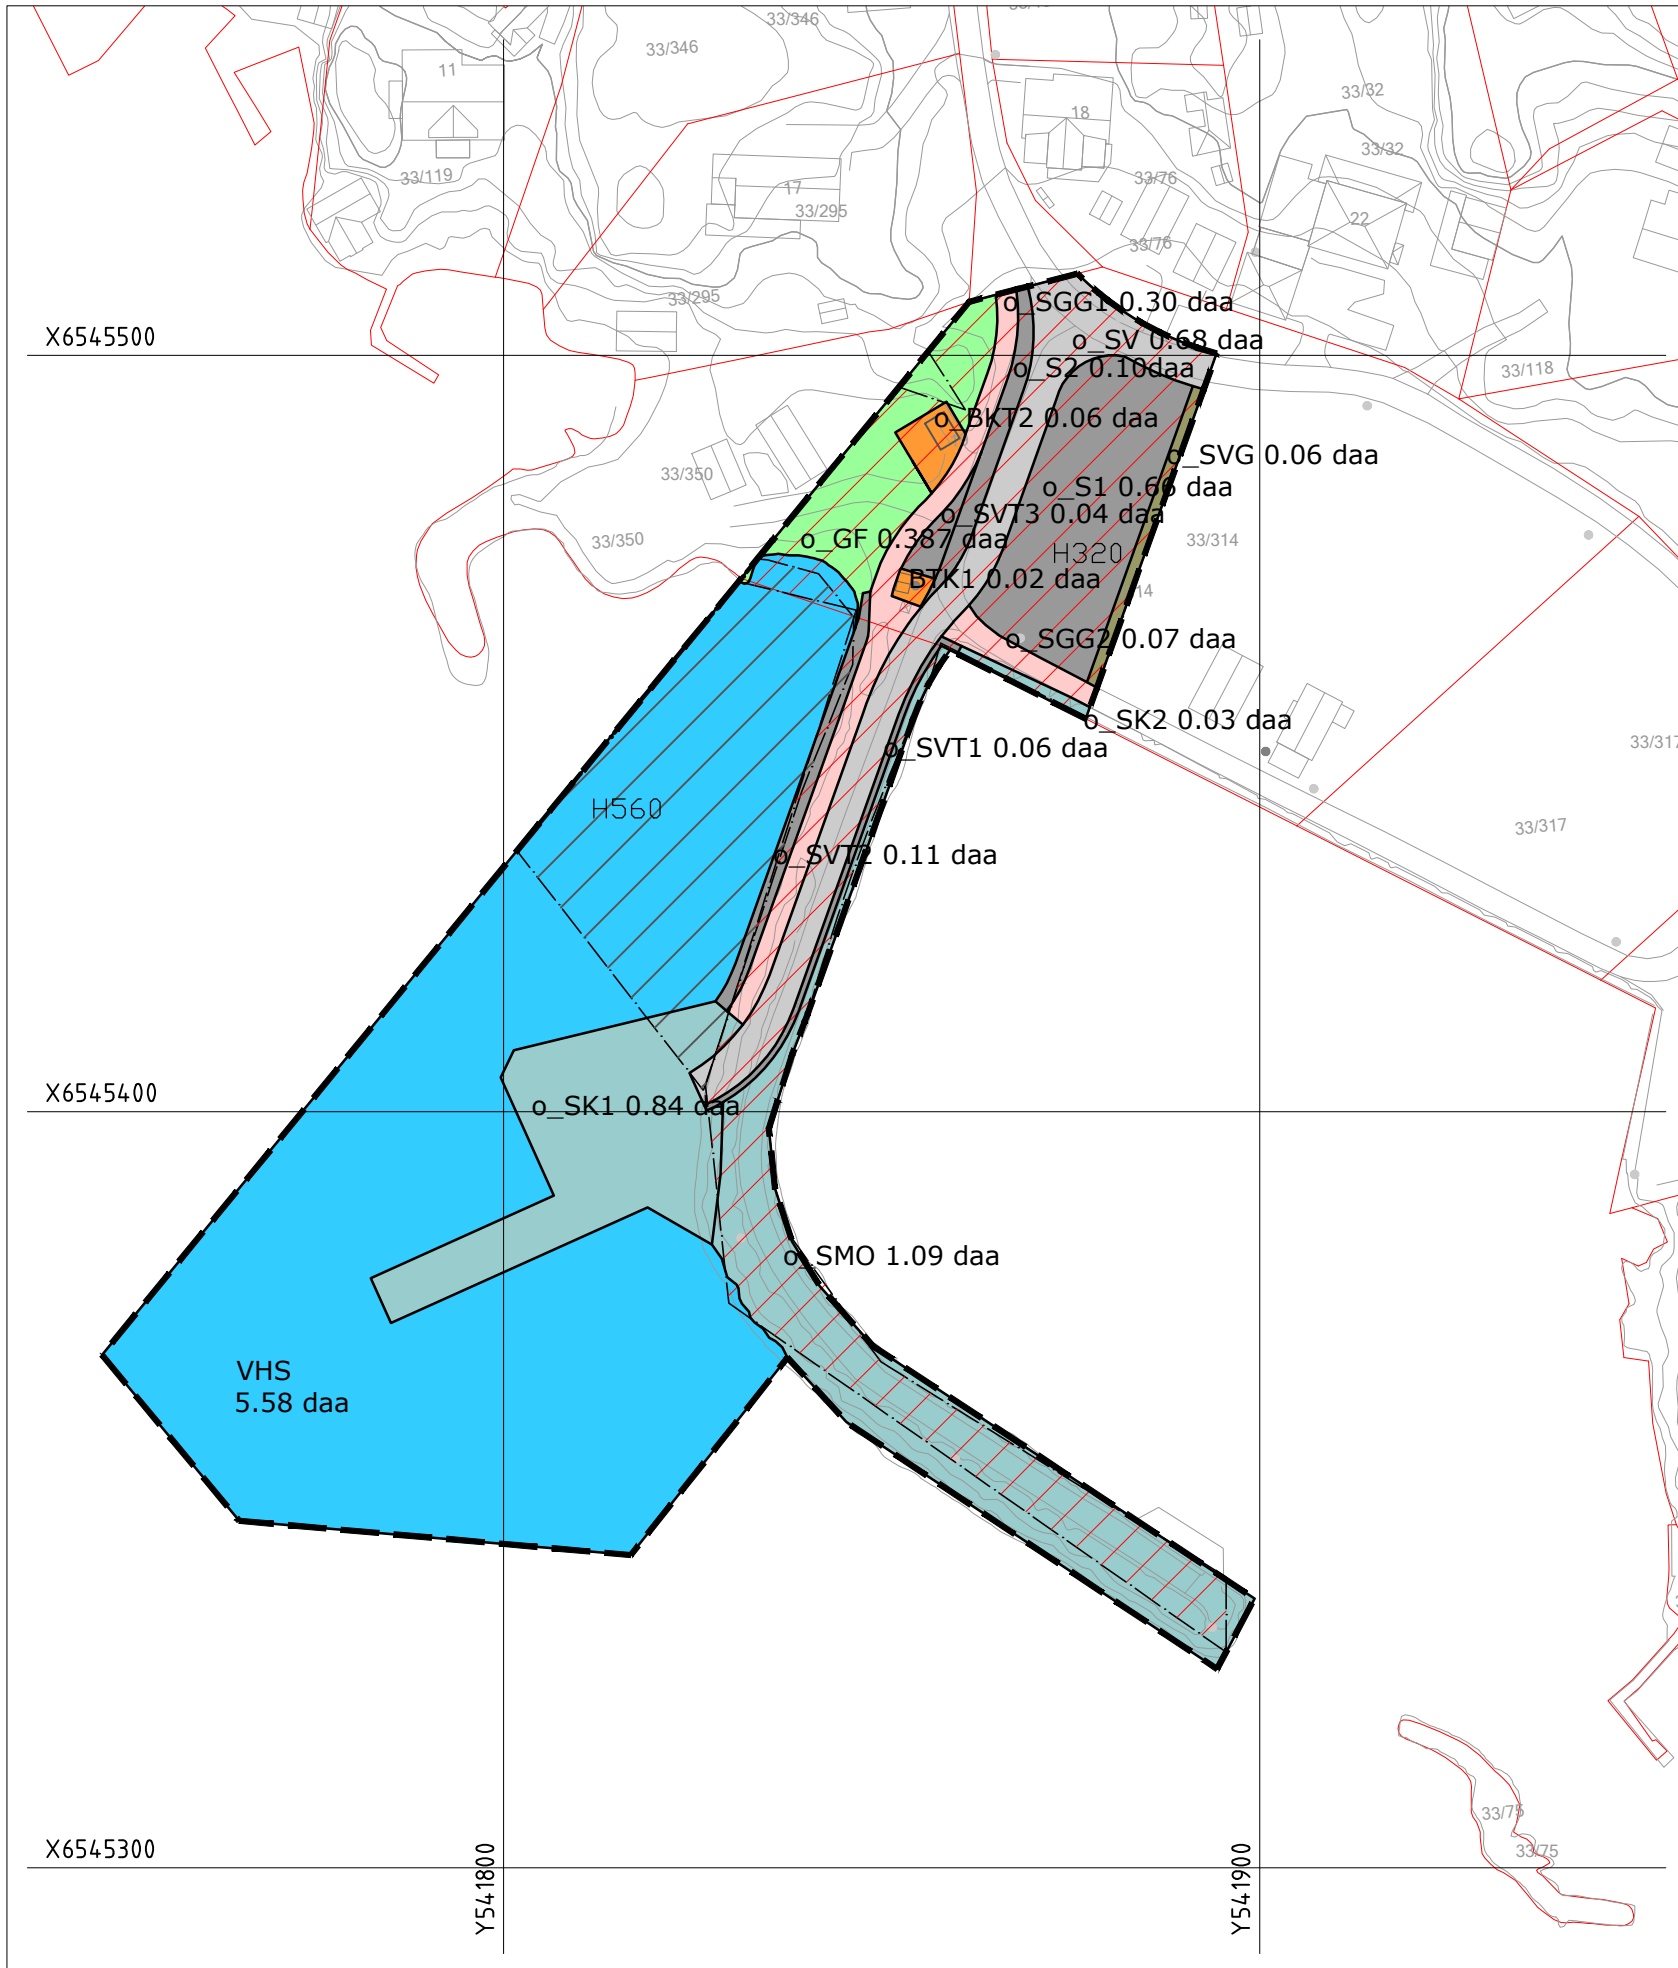 33/346
33/346
11
18
33/32
33/32
33/119
17
33/295
33/76
22
33/76
33/295
o_SGG1 0.30 daa
X6545500
o_SV 0.68 daa
o_S2 0.10daa
33/118
o_BKT2 0.06 daa
o_SVG 0.06 daa
33/350
o_S1 0.66 daa
o_SVT3 0.04 daa
33/350
o_GF 0.387 daa
H320
33/314
BTK1 0.02 daa
14
o_SGG2 0.07 daa
o_SK2 0.03 daa
o_SVT1 0.06 daa
33/317
H560
33/317
o_SVT2 0.11 daa
X6545400
o_SK1 0.84 daa
o_SMO 1.09 daa
VHS
5.58 daa
33/75
33/75
X6545300
Y541800
Y541900